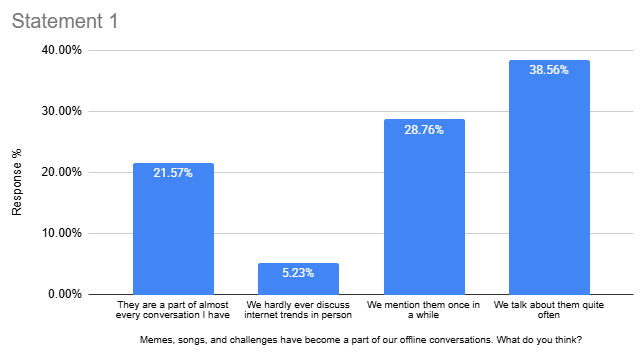 Statement 1
40.00%
30.00%
20.00%
10.00%
0.00%
Response %
21.57%
5.23%
28.76%
38.56%
They are a part of almost
every conversation I have
We hardly ever discuss
internet trends in person
We mention them once in
a while
We talk about them quite
often
Memes, songs, and challenges have become a part of our offline conversations. What do you think?